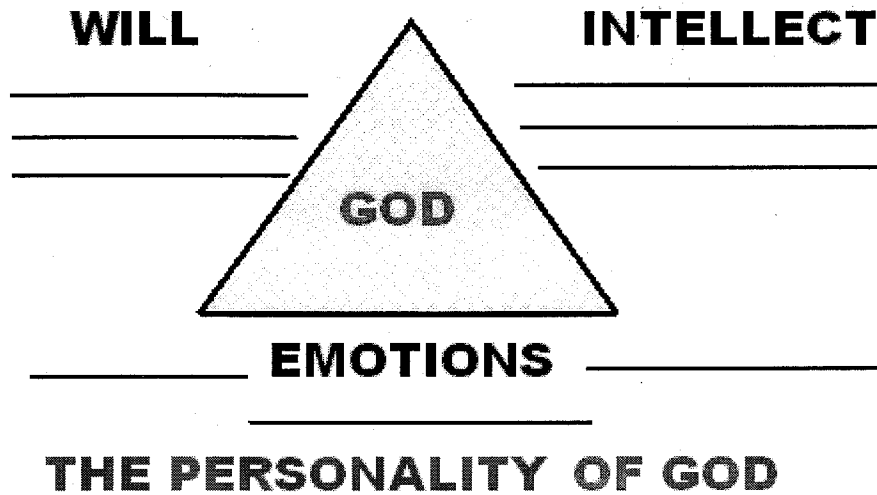 WILL INTELLECT
GOD
EMOTIONS
THE PERSONALITY OF GOD